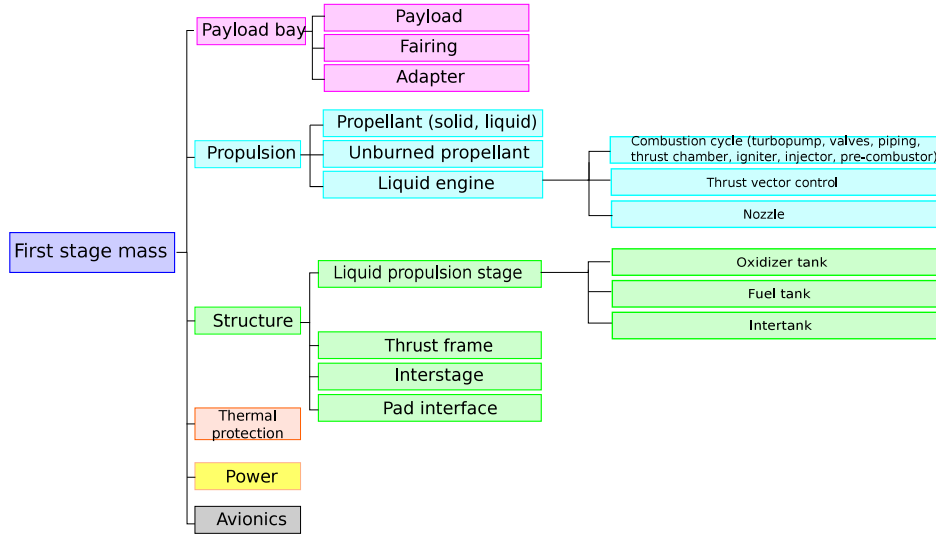 First stage mass
Payload bay
Payload
Fairing
Adapter
Propulsion
Propellant (solid, liquid)
Unburned propellant
Liquid engine
Combustion cycle (turbopump, valves, piping,
thrust chamber, igniter, injector, pre-combustor)
Thrust vector control
Nozzle
Structure
Liquid propulsion stage
Oxidizer tank
Fuel tank
Intertank
Thrust frame
Interstage
Pad interface
Thermal
protection
Power
Avionics